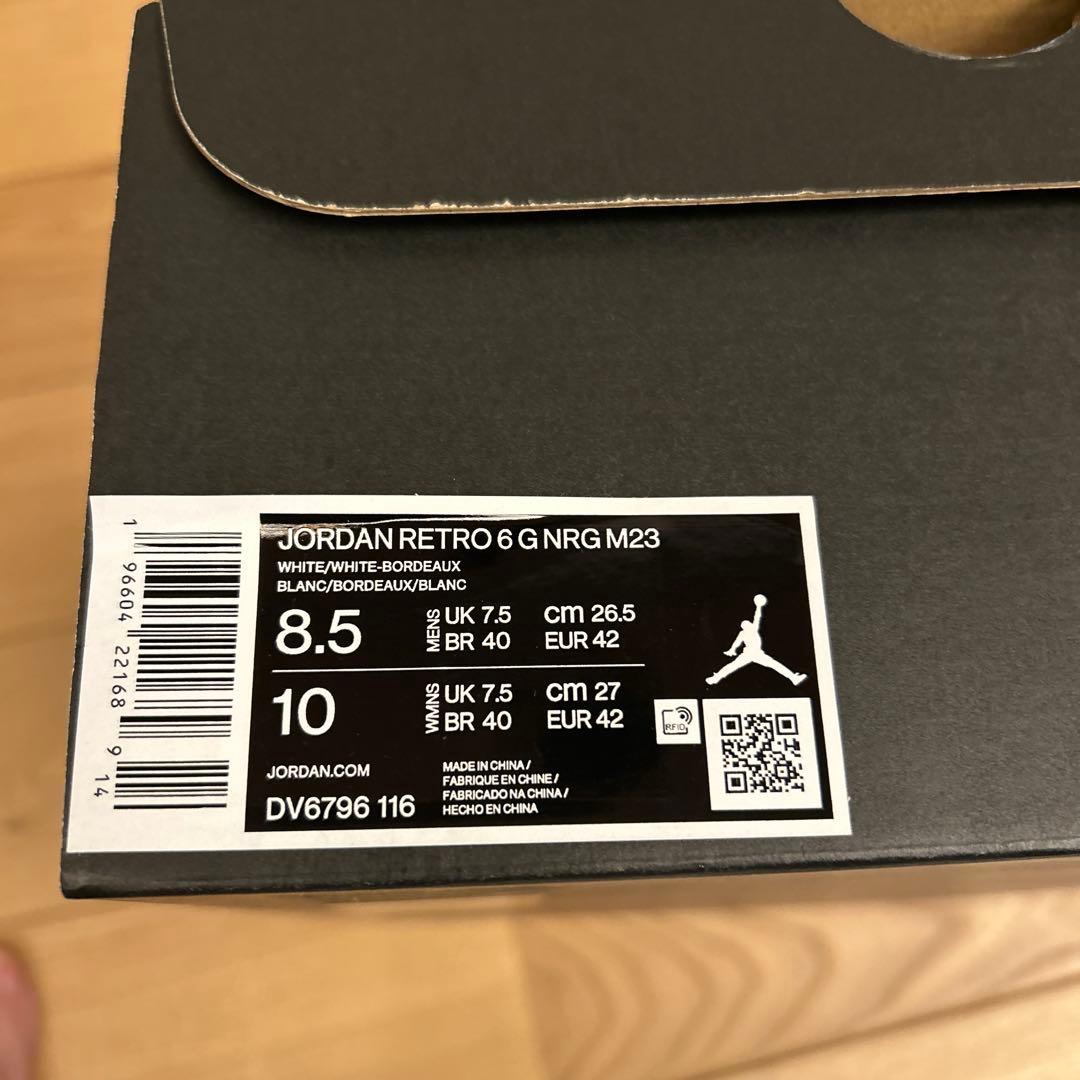 JORDAN RETRO 6 G NRG M23
WHITE/WHITE-BORDEAUX
BLANC/BORDEAUX/BLANC
8.5 MENS UK 7.5 cm 26.5
BR 40 EUR 42
10 WMNS UK 7.5 cm 27
BR 40 EUR 42
RFID
JORDAN.COM
DV6796 116
MADE IN CHINA /
FABRIQUE EN CHINE /
FABRICADO NA CHINA /
HECHO EN CHINA
1 96604 22168 9 14